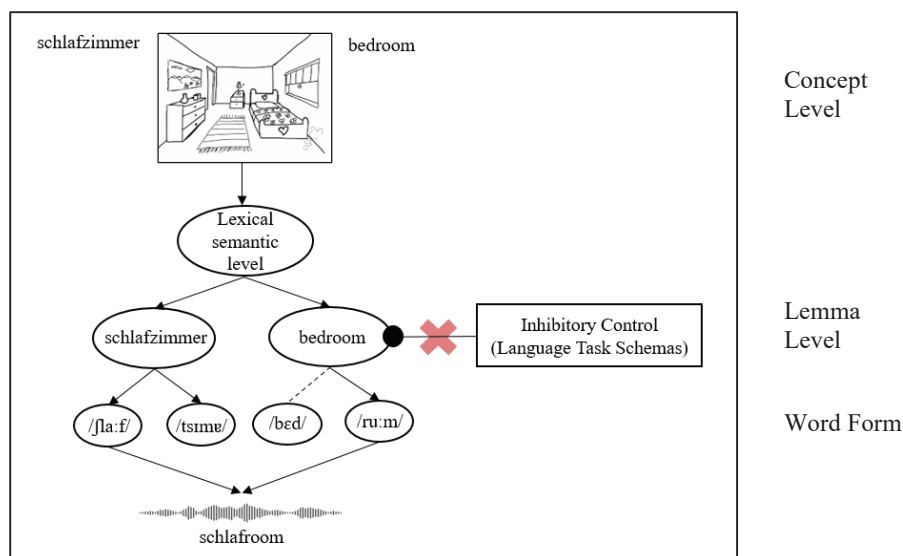 schlafzimmer
bedroom
Concept
Level
Lexical
semantic
level
schlafzimmer
bedroom
Inhibitory Control
(Language Task Schemas)
Lemma
Level
/ʃla:f/
/tsɪmɐ/
/bɛd/
/ru:m/
Word Form
schlafroom